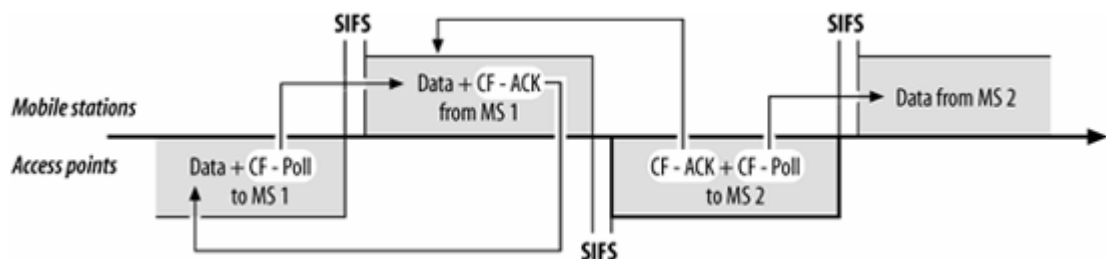 SIFS
SIFS
Data + CF - ACK
from MS 1
Data from MS 2
Mobile stations
Access points
Data + CF - Poll
to MS 1
CF - ACK + CF - Poll
to MS 2
SIFS